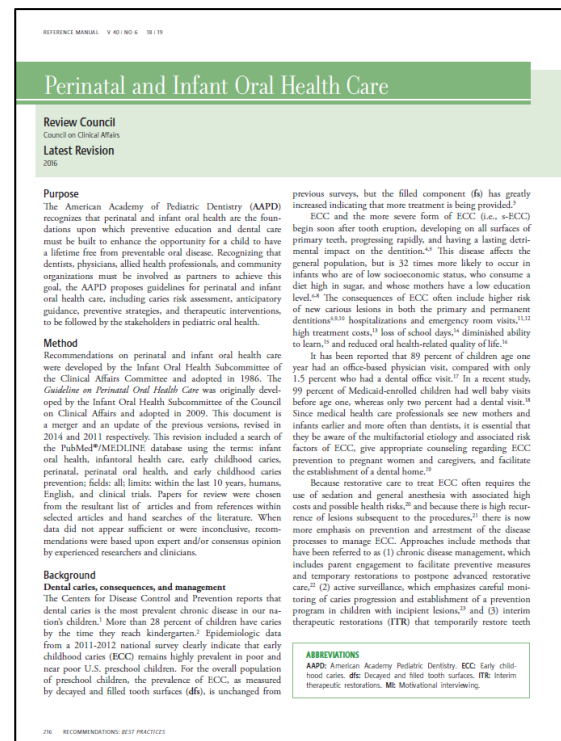 REFERENCE MANUAL V 40 / NO 6 18 / 19
Perinatal and Infant Oral Health Care
Review Council
Council on Clinical Affairs
Latest Revision
2016
Purpose
The American Academy of Pediatric Dentistry (AAPD)
recognizes that perinatal and infant oral health are the foun-
dations upon which preventive education and dental care
must be built to enhance the opportunity for a child to have
a lifetime free from preventable oral disease. Recognizing that
dentists, physicians, allied health professionals, and community
organizations must be involved as partners to achieve this
goal, the AAPD proposes guidelines for perinatal and infant
oral health care, including caries risk assessment, anticipatory
guidance, preventive strategies, and therapeutic interventions,
to be followed by the stakeholders in pediatric oral health.
Method
Recommendations on perinatal and infant oral health care
were developed by the Infant Oral Health Subcommittee of
the Clinical Affairs Committee and adopted in 1986. The
Guideline on Perinatal Oral Health Care was originally devel-
oped by the Infant Oral Health Subcommittee of the Council
on Clinical Affairs and adopted in 2009. This document is
a merger and an update of the previous versions, revised in
2014 and 2011 respectively. This revision included a search of
the PubMed®/MEDLINE database using the terms: infant
oral health, infantoral health care, early childhood caries,
perinatal, perinatal oral health, and early childhood caries
prevention; fields: all; limits: within the last 10 years, humans,
English, and clinical trials. Papers for review were chosen
from the resultant list of articles and from references within
selected articles and hand searches of the literature. When
data did not appear sufficient or were inconclusive, recom-
mendations were based upon expert and/or consensus opinion
by experienced researchers and clinicians.
Background
Dental caries, consequences, and management
The Centers for Disease Control and Prevention reports that
dental caries is the most prevalent chronic disease in our na-
tion's children.1 More than 28 percent of children have caries
by the time they reach kindergarten.2 Epidemiologic data
from a 2011-2012 national survey clearly indicate that early
childhood caries (ECC) remains highly prevalent in poor and
near poor U.S. preschool children. For the overall population
of preschool children, the prevalence of ECC, as measured
by decayed and filled tooth surfaces (dfs), is unchanged from
previous surveys, but the filled component (fs) has greatly
increased indicating that more treatment is being provided.3
ECC and the more severe form of ECC (i.e., s-ECC)
begin soon after tooth eruption, developing on all surfaces of
primary teeth, progressing rapidly, and having a lasting detri-
mental impact on the dentition.4,5 This disease affects the
general population, but is 32 times more likely to occur in
infants who are of low socioeconomic status, who consume a
diet high in sugar, and whose mothers have a low education
level.6-8 The consequences of ECC often include higher risk
of new carious lesions in both the primary and permanent
dentitions,6,9,10 hospitalizations and emergency room visits,11,12
high treatment costs,13 loss of school days,14 diminished ability
to learn,15 and reduced oral health-related quality of life.16
It has been reported that 89 percent of children age one
year had an office-based physician visit, compared with only
1.5 percent who had a dental office visit.17 In a recent study,
99 percent of Medicaid-enrolled children had well baby visits
before age one, whereas only two percent had a dental visit.18
Since medical health care professionals see new mothers and
infants earlier and more often than dentists, it is essential that
they be aware of the multifactorial etiology and associated risk
factors of ECC, give appropriate counseling regarding ECC
prevention to pregnant women and caregivers, and facilitate
the establishment of a dental home.19
Because restorative care to treat ECC often requires the
use of sedation and general anesthesia with associated high
costs and possible health risks,20 and because there is high recur-
rence of lesions subsequent to the procedures,21 there is now
more emphasis on prevention and arrestment of the disease
processes to manage ECC. Approaches include methods that
have been referred to as (1) chronic disease management, which
includes parent engagement to facilitate preventive measures
and temporary restorations to postpone advanced restorative
care,22 (2) active surveillance, which emphasizes careful moni-
toring of caries progression and establishment of a prevention
program in children with incipient lesions,23 and (3) interim
therapeutic restorations (ITR) that temporarily restore teeth
ABBREVIATIONS
AAPD: American Academy Pediatric Dentistry. ECC: Early child-
hood caries. dfs: Decayed and filled tooth surfaces. ITR: Interim
therapeutic restorations. MI: Motivational interviewing.
216 RECOMMENDATIONS: BEST PRACTICES